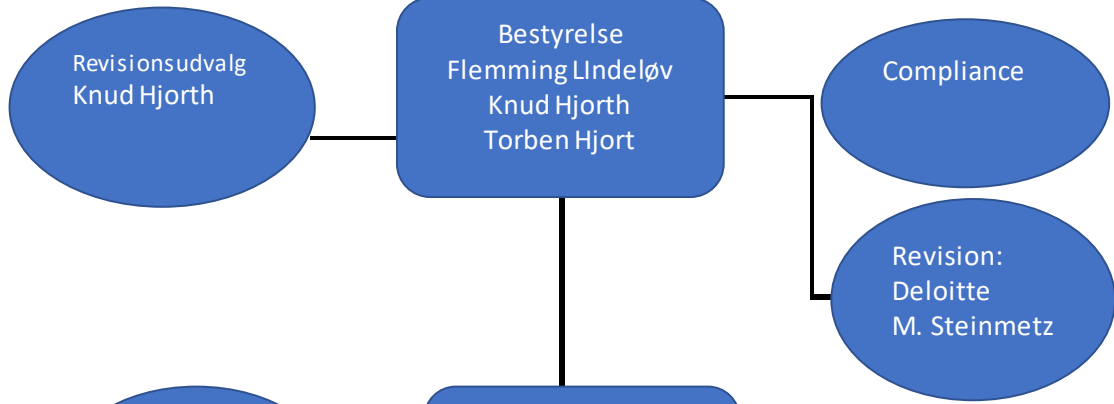 Revisionsudvalg
Knud Hjorth
Bestyrelse
Flemming LIndeløv
Knud Hjorth
Torben Hjort
Compliance
Revision:
Deloitte
M. Steinmetz